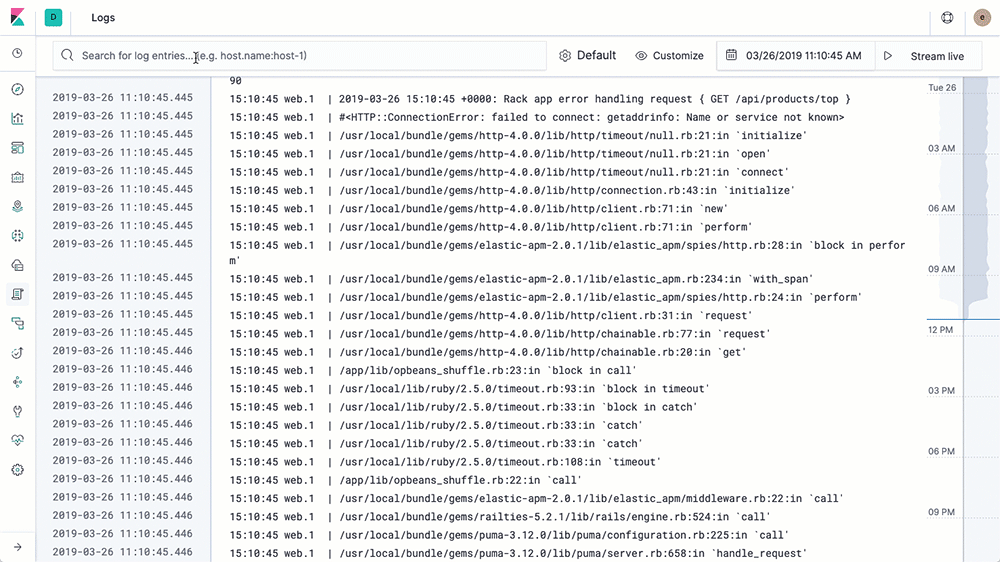 D Logs e
Search for log entries... (e.g. host.name:host-1) Default Customize 03/26/2019 11:10:45 AM Stream live
90
2019-03-26 11:10:45.445 15:10:45 web.1 | 2019-03-26 15:10:45 +0000: Rack app error handling request { GET /api/products/top }
2019-03-26 11:10:45.445 15:10:45 web.1 | #<HTTP::ConnectionError: failed to connect: getaddrinfo: Name or service not known>
2019-03-26 11:10:45.445 15:10:45 web.1 | /usr/local/bundle/gems/http-4.0.0/lib/http/timeout/null.rb:21:in `initialize'
2019-03-26 11:10:45.445 15:10:45 web.1 | /usr/local/bundle/gems/http-4.0.0/lib/http/timeout/null.rb:21:in `open'
2019-03-26 11:10:45.445 15:10:45 web.1 | /usr/local/bundle/gems/http-4.0.0/lib/http/timeout/null.rb:21:in `connect'
2019-03-26 11:10:45.445 15:10:45 web.1 | /usr/local/bundle/gems/http-4.0.0/lib/http/connection.rb:43:in `initialize'
2019-03-26 11:10:45.445 15:10:45 web.1 | /usr/local/bundle/gems/http-4.0.0/lib/http/client.rb:71:in `new'
2019-03-26 11:10:45.445 15:10:45 web.1 | /usr/local/bundle/gems/http-4.0.0/lib/http/client.rb:71:in `perform'
2019-03-26 11:10:45.445 15:10:45 web.1 | /usr/local/bundle/gems/elastic-apm-2.0.1/lib/elastic_apm/spies/http.rb:28:in `block in perfor
m'
2019-03-26 11:10:45.445 15:10:45 web.1 | /usr/local/bundle/gems/elastic-apm-2.0.1/lib/elastic_apm.rb:234:in `with_span'
2019-03-26 11:10:45.445 15:10:45 web.1 | /usr/local/bundle/gems/elastic-apm-2.0.1/lib/elastic_apm/spies/http.rb:24:in `perform'
2019-03-26 11:10:45.445 15:10:45 web.1 | /usr/local/bundle/gems/http-4.0.0/lib/http/client.rb:31:in `request'
2019-03-26 11:10:45.445 15:10:45 web.1 | /usr/local/bundle/gems/http-4.0.0/lib/http/chainable.rb:77:in `request'
2019-03-26 11:10:45.446 15:10:45 web.1 | /usr/local/bundle/gems/http-4.0.0/lib/http/chainable.rb:20:in `get'
2019-03-26 11:10:45.446 15:10:45 web.1 | /app/lib/opbeans_shuffle.rb:23:in `block in call'
2019-03-26 11:10:45.446 15:10:45 web.1 | /usr/local/lib/ruby/2.5.0/timeout.rb:93:in `block in timeout'
2019-03-26 11:10:45.446 15:10:45 web.1 | /usr/local/lib/ruby/2.5.0/timeout.rb:33:in `block in catch'
2019-03-26 11:10:45.446 15:10:45 web.1 | /usr/local/lib/ruby/2.5.0/timeout.rb:33:in `catch'
2019-03-26 11:10:45.446 15:10:45 web.1 | /usr/local/lib/ruby/2.5.0/timeout.rb:33:in `catch'
2019-03-26 11:10:45.446 15:10:45 web.1 | /usr/local/lib/ruby/2.5.0/timeout.rb:108:in `timeout'
2019-03-26 11:10:45.446 15:10:45 web.1 | /app/lib/opbeans_shuffle.rb:22:in `call'
2019-03-26 11:10:45.446 15:10:45 web.1 | /usr/local/bundle/gems/elastic-apm-2.0.1/lib/elastic_apm/middleware.rb:22:in `call'
2019-03-26 11:10:45.446 15:10:45 web.1 | /usr/local/bundle/gems/railties-5.2.1/lib/rails/engine.rb:524:in `call'
2019-03-26 11:10:45.446 15:10:45 web.1 | /usr/local/bundle/gems/puma-3.12.0/lib/puma/configuration.rb:225:in `call'
2019-03-26 11:10:45.446 15:10:45 web.1 | /usr/local/bundle/gems/puma-3.12.0/lib/puma/server.rb:658:in `handle_request'
Tue 26
03 AM
06 AM
09 AM
12 PM
03 PM
06 PM
09 PM